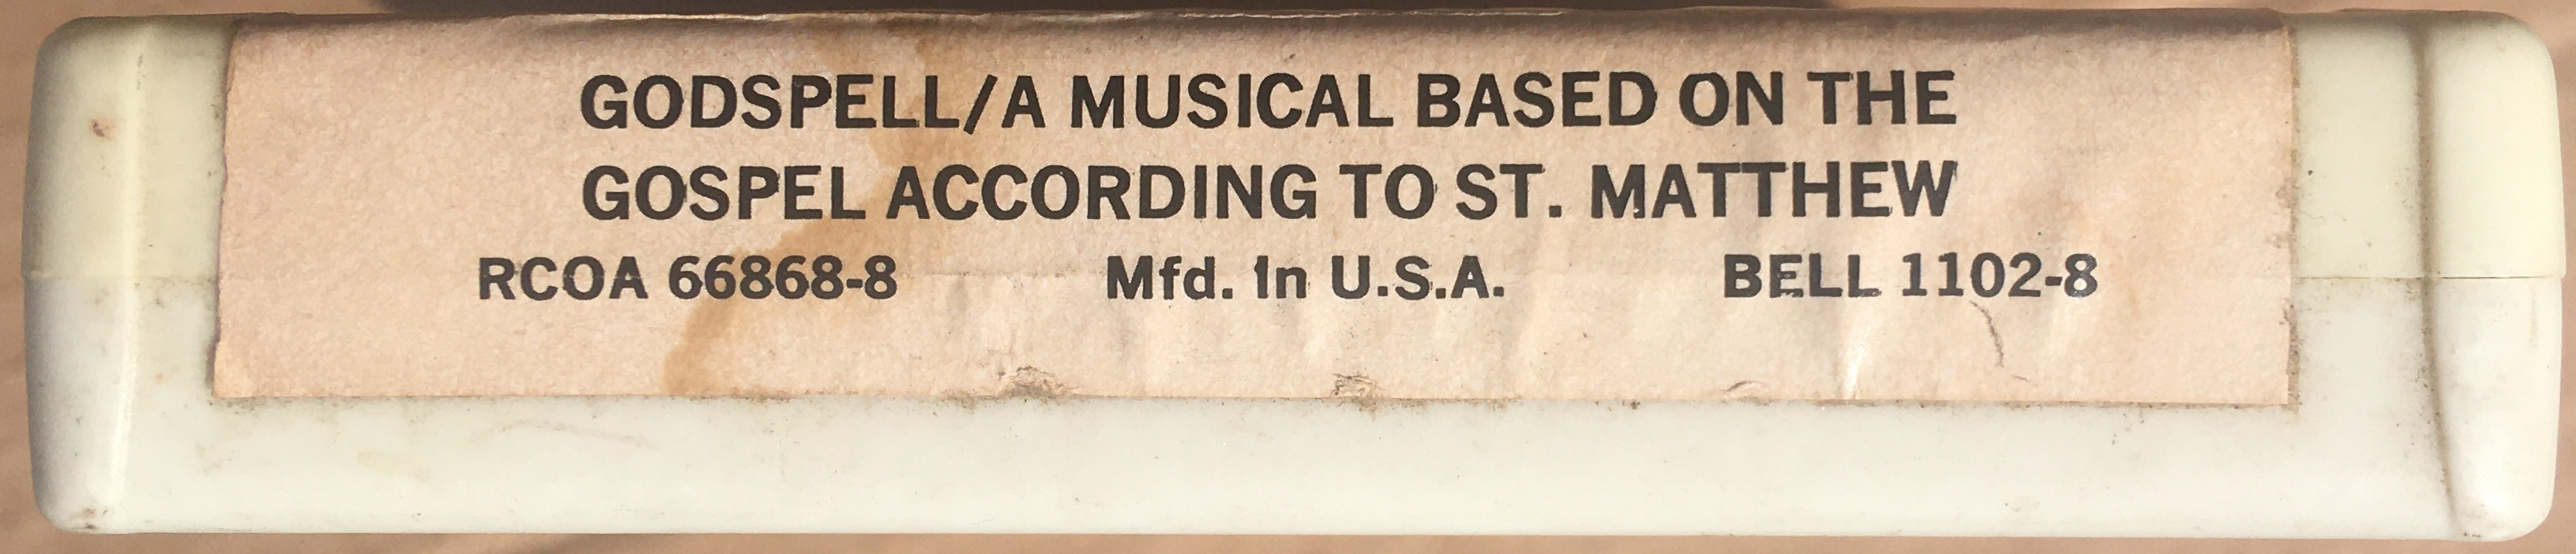 GODSPELL/A MUSICAL BASED ON THE
GOSPEL ACCORDING TO ST. MATTHEW
RCOA 66868-8 Mfd. In U.S.A. BELL 1102-8